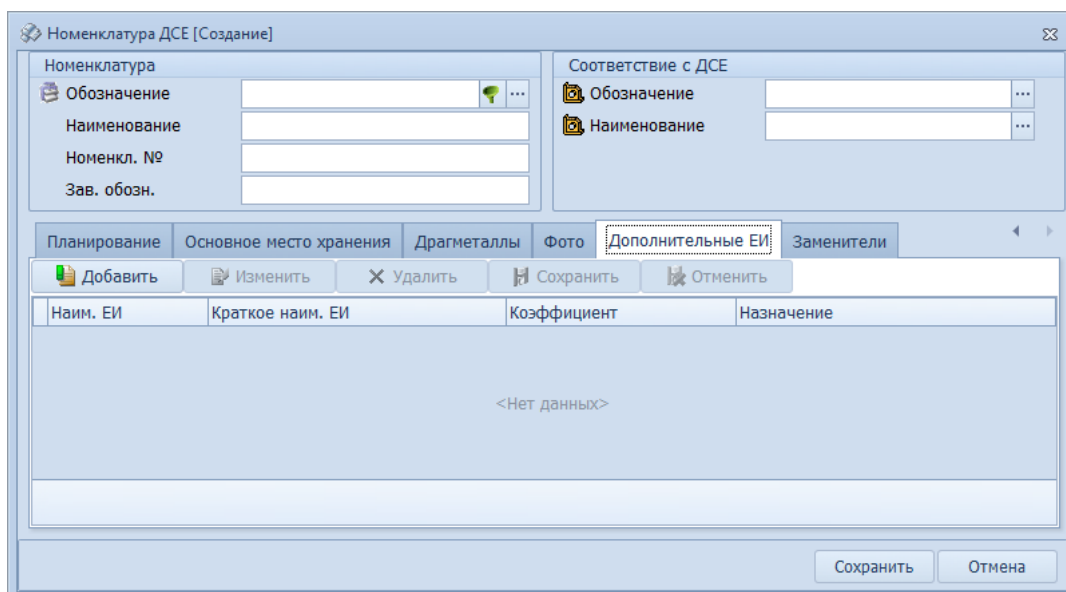 Номенклатура ДСЕ [Создание]
Номенклатура
Обозначение
Наименование
Номенкл. №
Зав. обозн.
Соответствие с ДСЕ
Обозначение
Наименование
Планирование Основное место хранения Драгметаллы Фото Дополнительные ЕИ Заменители
Добавить Изменить Удалить Сохранить Отменить
Наим. ЕИ Краткое наим. ЕИ Коэффициент Назначение
<Нет данных>
Сохранить Отмена